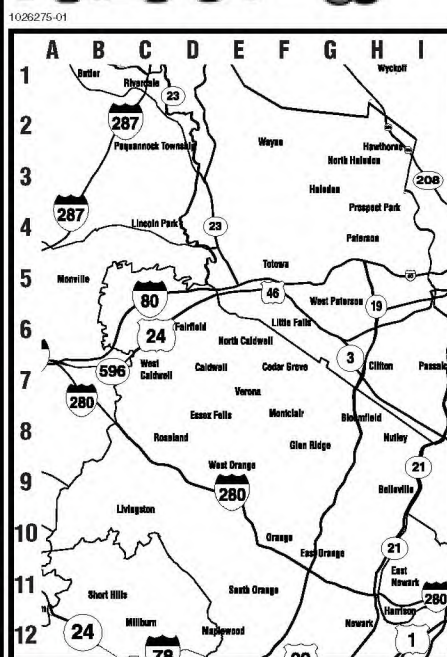 1026275-01
A B C D E F G H I
1
Butler
Riverdale
Wyckoff
23
2
287
Wayne
Pequannock Township
Hawthorne
North Haledon
3
208
Haledon
287
Prospect Park
4
Lincoln Park
23
Paterson
Totowa
5
Monville
80
46
West Paterson
19
6
24
Fairfield
Little Falls
North Caldwell
3
596
West
Caldwell
Caldwell
Cedar Grove
Clifton
Passaic
7
280
Verona
Essex Fells
Montclair
Bloomfield
8
Roseland
Glen Ridge
Nutley
West Orange
21
9
280
Belleville
Livingston
10
Orange
East Orange
21
East
Newark
11
Short Hills
South Orange
280
Harrison
Millburn
Maplewood
Newark
12
24
78
1